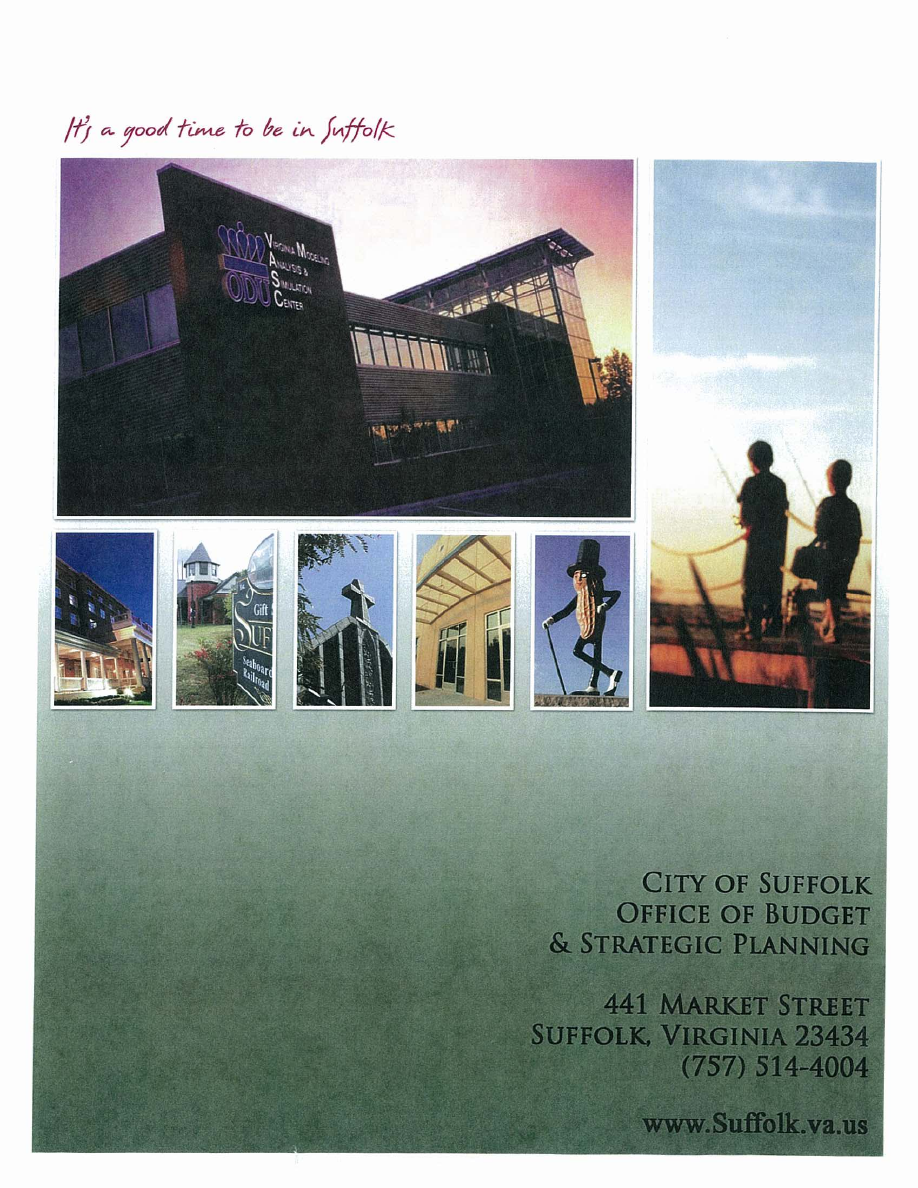 It's a good time to be in Suffolk
ODU
VIRGINIA MODELING
ANALYSIS &
SIMULATION
CENTER
Gift
SUF
Seaboard
Railroad
CITY OF SUFFOLK
OFFICE OF BUDGET
& STRATEGIC PLANNING
441 MARKET STREET
SUFFOLK, VIRGINIA 23434
(757) 514-4004
www.Suffolk.va.us